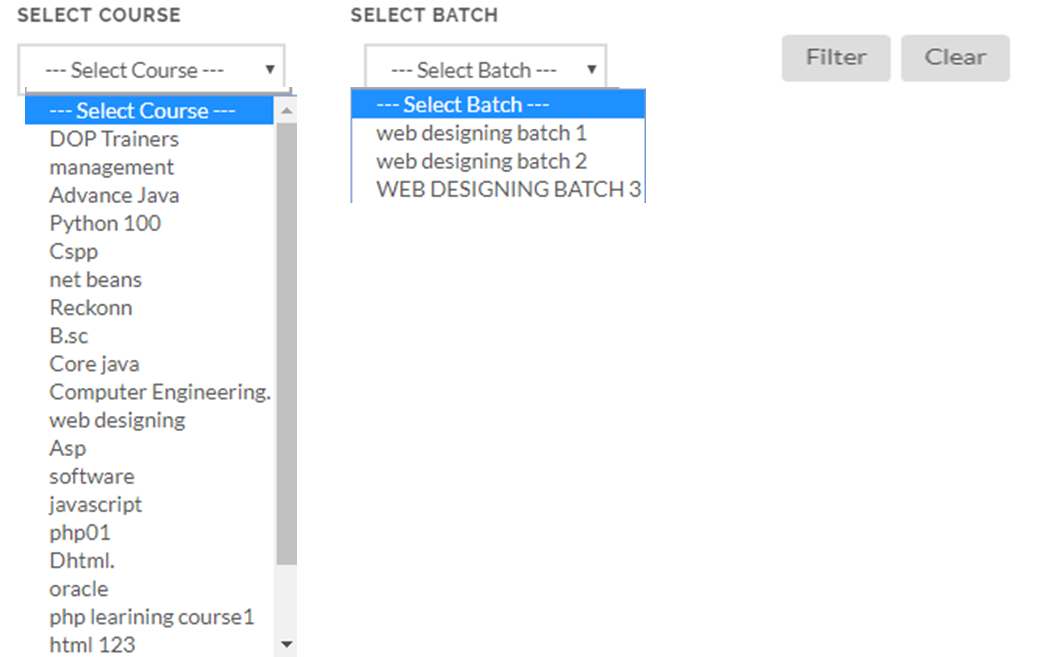 SELECT COURSE
SELECT BATCH
--- Select Course ---
--- Select Batch ---
Filter
Clear
--- Select Course ---
DOP Trainers
management
Advance Java
Python 100
Cspp
net beans
Reckonn
B.sc
Core java
Computer Engineering.
web designing
Asp
software
javascript
php01
Dhtml.
oracle
php learining course1
html 123
--- Select Batch ---
web designing batch 1
web designing batch 2
WEB DESIGNING BATCH 3